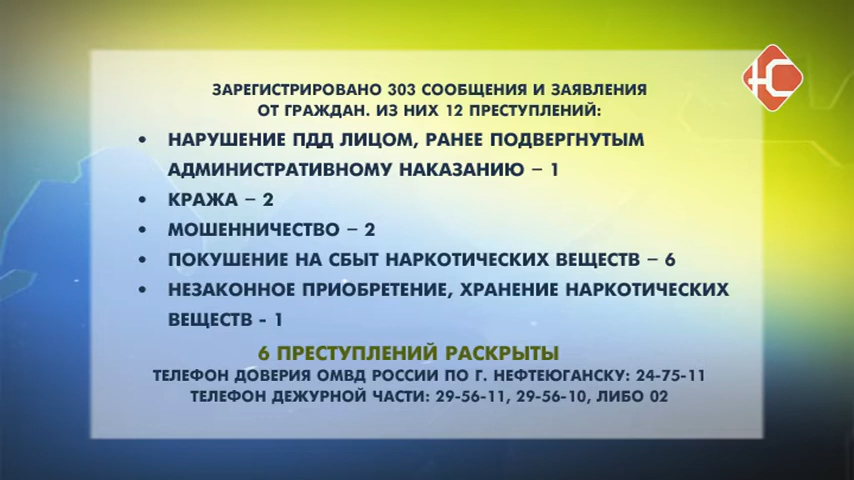 ЗАРЕГИСТРИРОВАНО 303 СООБЩЕНИЯ И ЗАЯВЛЕНИЯ
ОТ ГРАЖДАН. ИЗ НИХ 12 ПРЕСТУПЛЕНИЙ:
• НАРУШЕНИЕ ПДД ЛИЦОМ, РАНЕЕ ПОДВЕРГНУТЫМ
АДМИНИСТРАТИВНОМУ НАКАЗАНИЮ – 1
• КРАЖА – 2
• МОШЕННИЧЕСТВО – 2
• ПОКУШЕНИЕ НА СБЫТ НАРКОТИЧЕСКИХ ВЕЩЕСТВ – 6
• НЕЗАКОННОЕ ПРИОБРЕТЕНИЕ, ХРАНЕНИЕ НАРКОТИЧЕСКИХ
ВЕЩЕСТВ - 1
6 ПРЕСТУПЛЕНИЙ РАСКРЫТЫ
ТЕЛЕФОН ДОВЕРИЯ ОМВД РОССИИ ПО Г. НЕФТЕЮГАНСКУ: 24-75-11
ТЕЛЕФОН ДЕЖУРНОЙ ЧАСТИ: 29-56-11, 29-56-10, ЛИБО 02